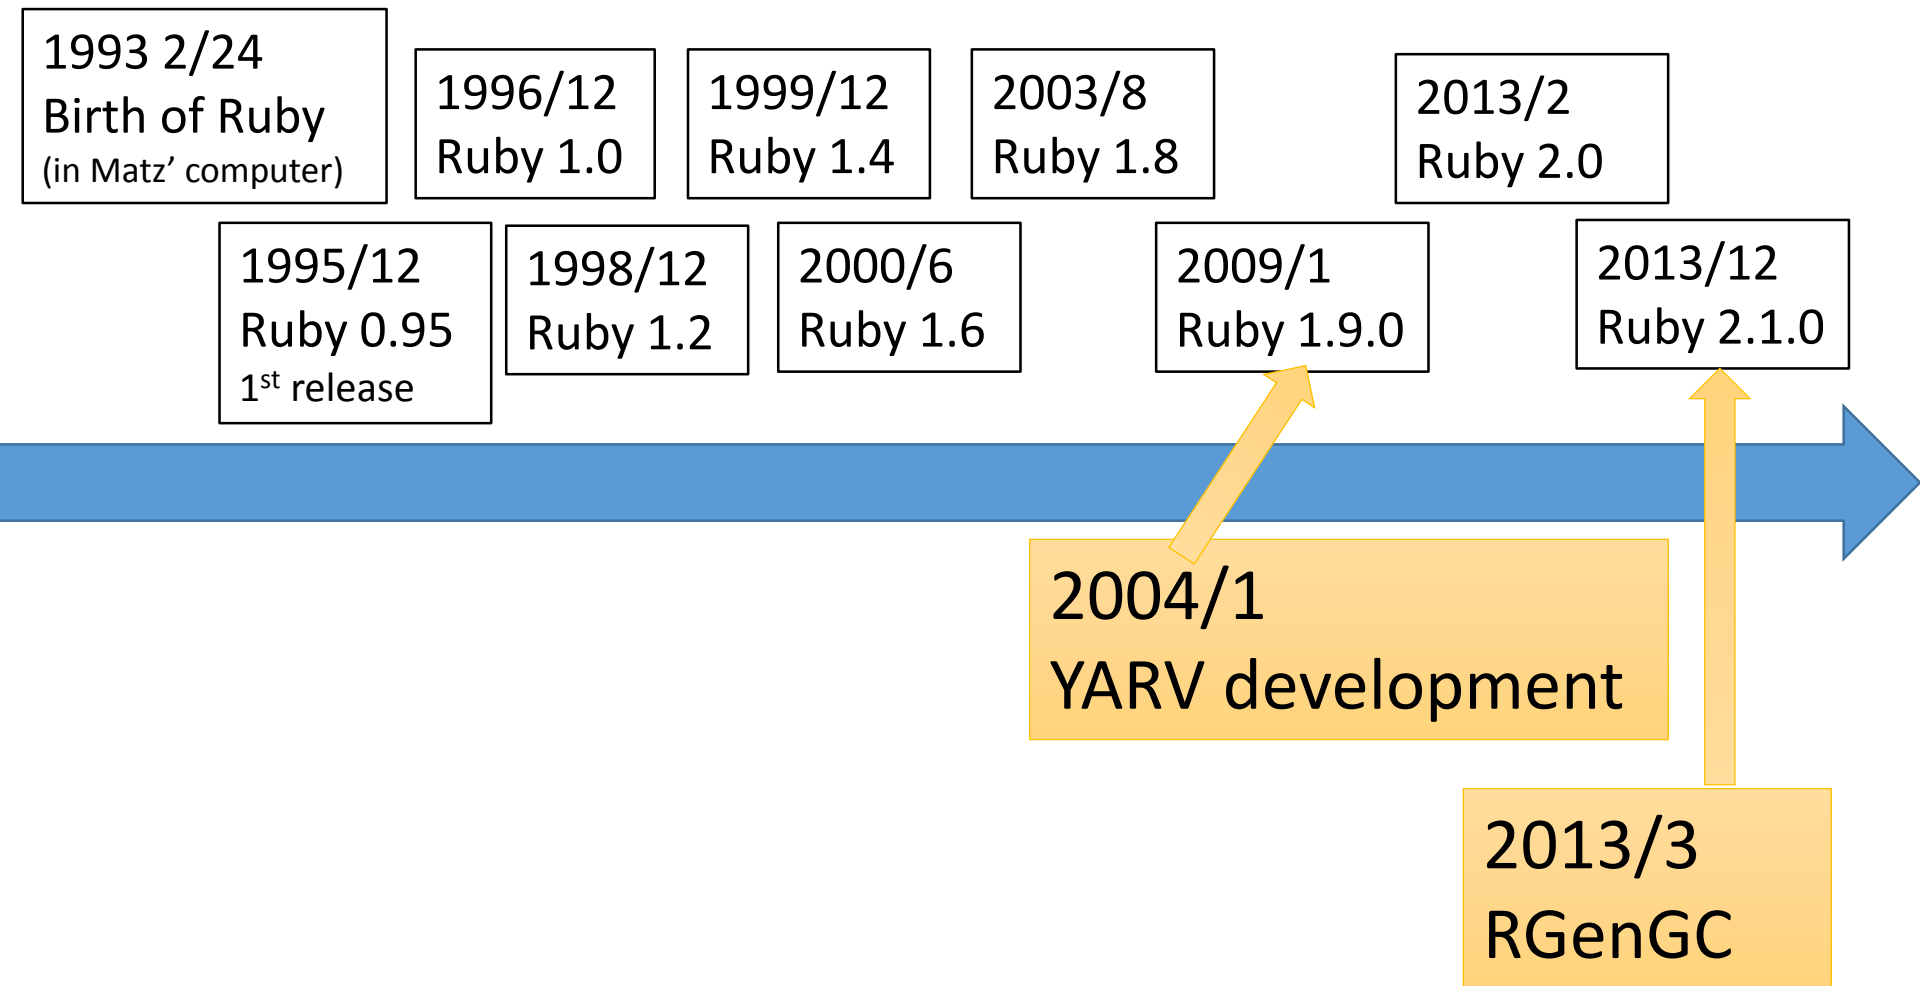 1993 2/24
Birth of Ruby
(in Matz’ computer)
1996/12
Ruby 1.0
1999/12
Ruby 1.4
2003/8
Ruby 1.8
2013/2
Ruby 2.0
1995/12
Ruby 0.95
1st release
1998/12
Ruby 1.2
2000/6
Ruby 1.6
2009/1
Ruby 1.9.0
2013/12
Ruby 2.1.0
2004/1
YARV development
2013/3
RGenGC